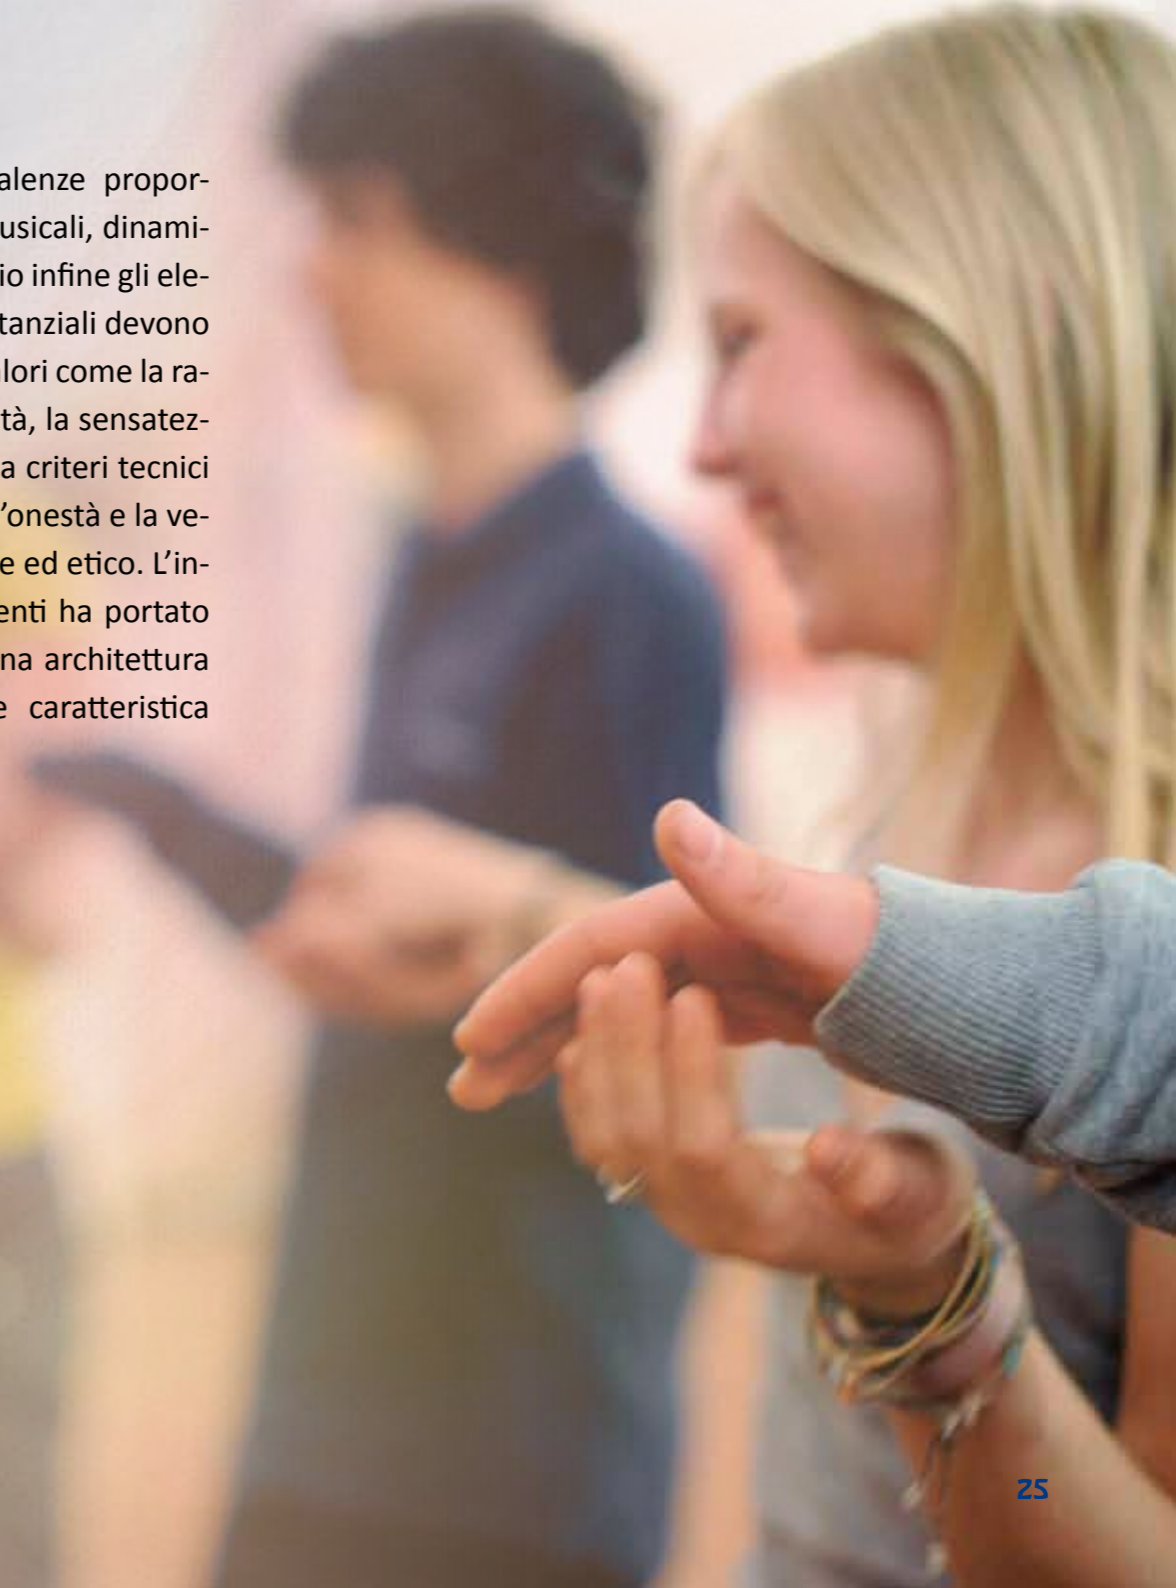 alenze propor-
usicali, dinami-
io infine gli ele-
tanziali devono
lori come la ra-
tà, la sensatez-
a criteri tecnici
'onestà e la ve-
e ed etico. L'in-
enti ha portato
na architettura
e caratteristica
25